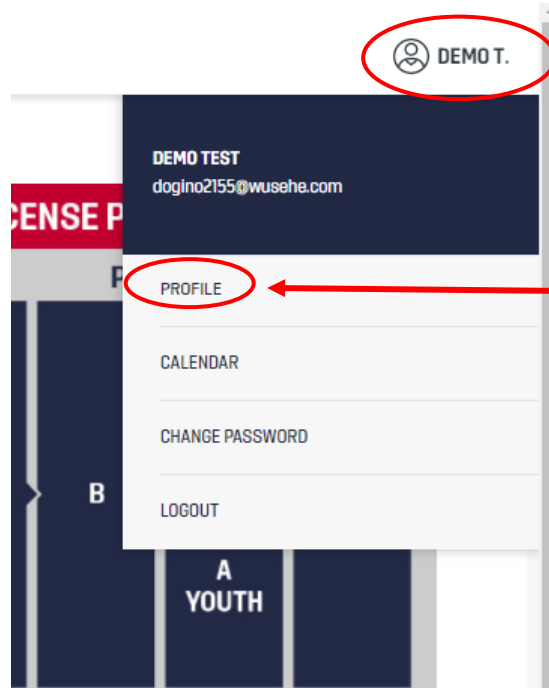 DEMO T.
DEMO TEST
dogino2155@wusehe.com
CENSE P
P
PROFILE
CALENDAR
CHANGE PASSWORD
B
LOGOUT
A
YOUTH